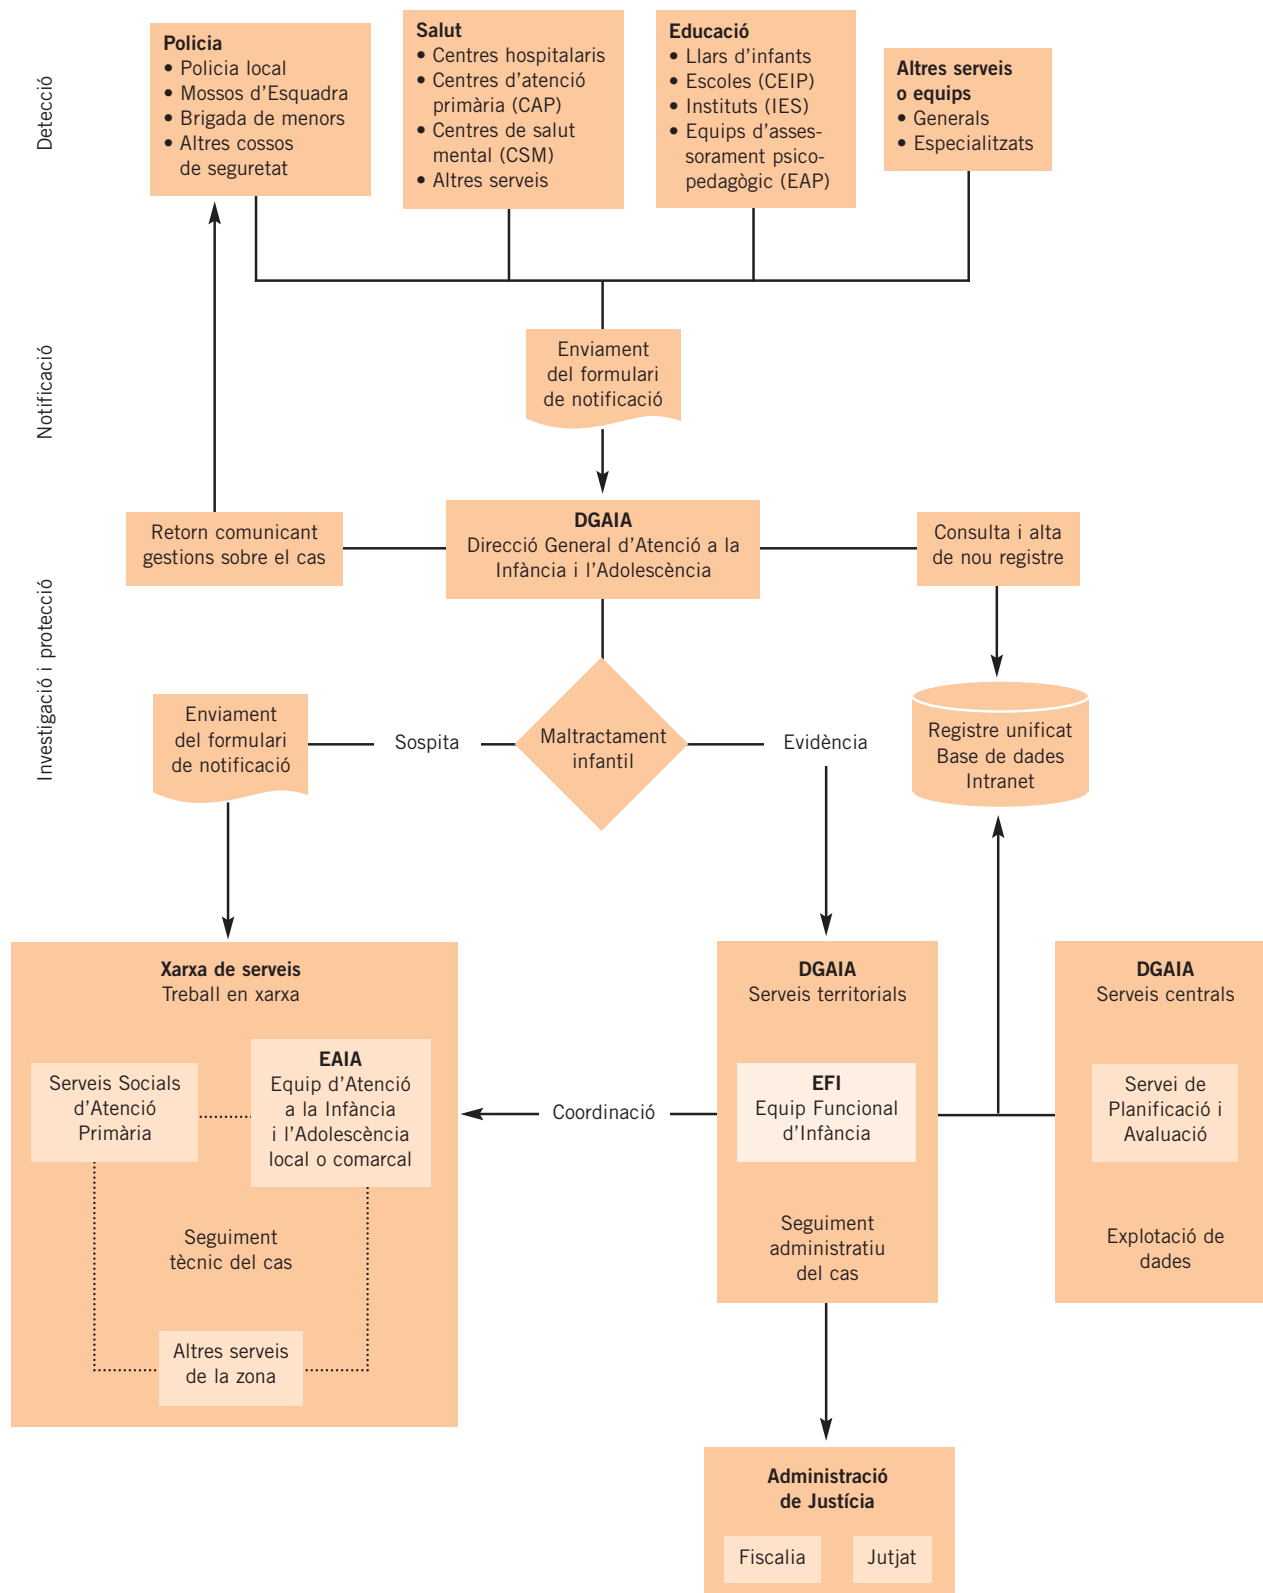 Detecció
Policia
• Policia local
• Mossos d'Esquadra
• Brigada de menors
• Altres cossos
de seguretat
Salut
• Centres hospitalaris
• Centres d'atenció
primària (CAP)
• Centres de salut
mental (CSM)
• Altres serveis
Educació
• Llars d'infants
• Escoles (CEIP)
• Instituts (IES)
• Equips d'asses-
sorament psico-
pedagògic (EAP)
Altres serveis
o equips
• Generals
• Especialitzats
Notificació
Enviament
del formulari
de notificació
Investigació i protecció
Retorn comunicant
gestions sobre el cas
DGAIA
Direcció General d'Atenció a la
Infància i l'Adolescència
Consulta i alta
de nou registre
Enviament
del formulari
de notificació
Sospita
Maltractament
infantil
Evidència
Registre unificat
Base de dades
Intranet
Xarxa de serveis
Treball en xarxa
Serveis Socials
d'Atenció
Primària
EAIA
Equip d'Atenció
a la Infància
i l'Adolescència
local o comarcal
Seguiment
tècnic del cas
Altres serveis
de la zona
Coordinació
DGAIA
Serveis territorials
EFI
Equip Funcional
d'Infància
Seguiment
administratiu
del cas
DGAIA
Serveis centrals
Servei de
Planificació i
Avaluació
Explotació de
dades
Administració
de Justícia
Fiscalia
Jutjat